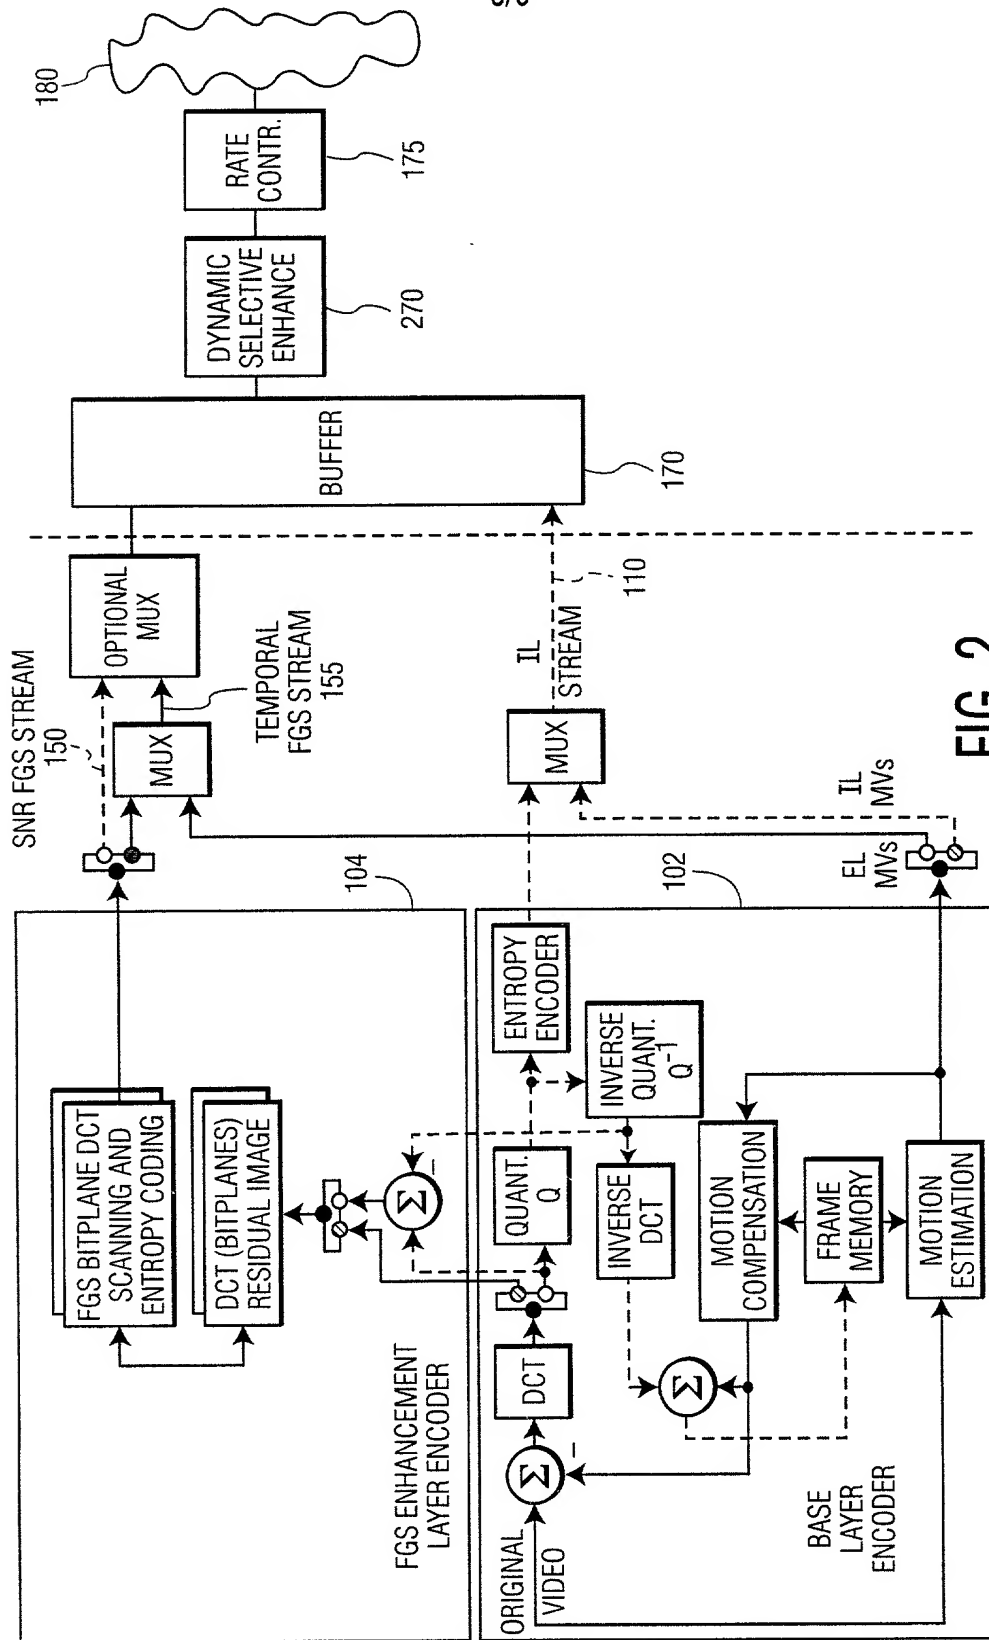 180
RATE
CONTR.
175
DYNAMIC
SELECTIVE
ENHANCE
270
BUFFER
170
SNR FGS STREAM
150
OPTIONAL
MUX
MUX
TEMPORAL
FGS STREAM
155
IL
STREAM
110
MUX
EL
MVs
IL
MVs
104
FGS BITPLANE DCT
SCANNING AND
ENTROPY CODING
DCT (BITPLANES)
RESIDUAL IMAGE
FGS ENHANCEMENT
LAYER ENCODER
102
ORIGINAL
VIDEO
Σ
–
DCT
Σ
–
QUANT.
Q
ENTROPY
ENCODER
INVERSE
QUANT.
Q-1
INVERSE
DCT
Σ
MOTION
COMPENSATION
FRAME
MEMORY
MOTION
ESTIMATION
BASE
LAYER
ENCODER
FIG. 2